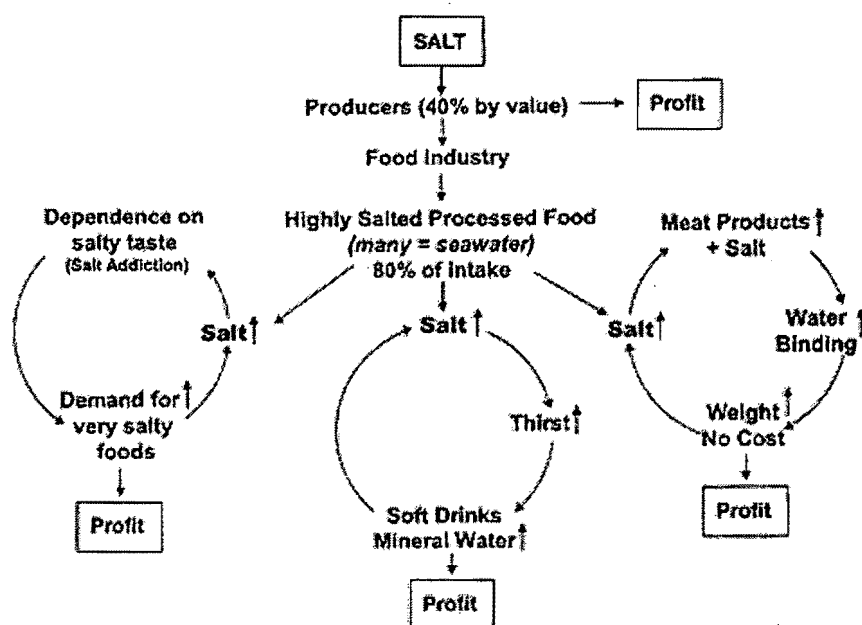 SALT
Producers (40% by value)
Profit
Food Industry
Highly Salted Processed Food
(many = seawater)
80% of intake
Dependence on
salty taste
(Salt Addiction)
Salt↑
Demand for↑
very salty
foods
Profit
Salt↑
Thirst↑
Soft Drinks
Mineral Water↑
Profit
Meat Products↑
+ Salt
Salt↑
Water↑
Binding
Weight↑
No Cost
Profit